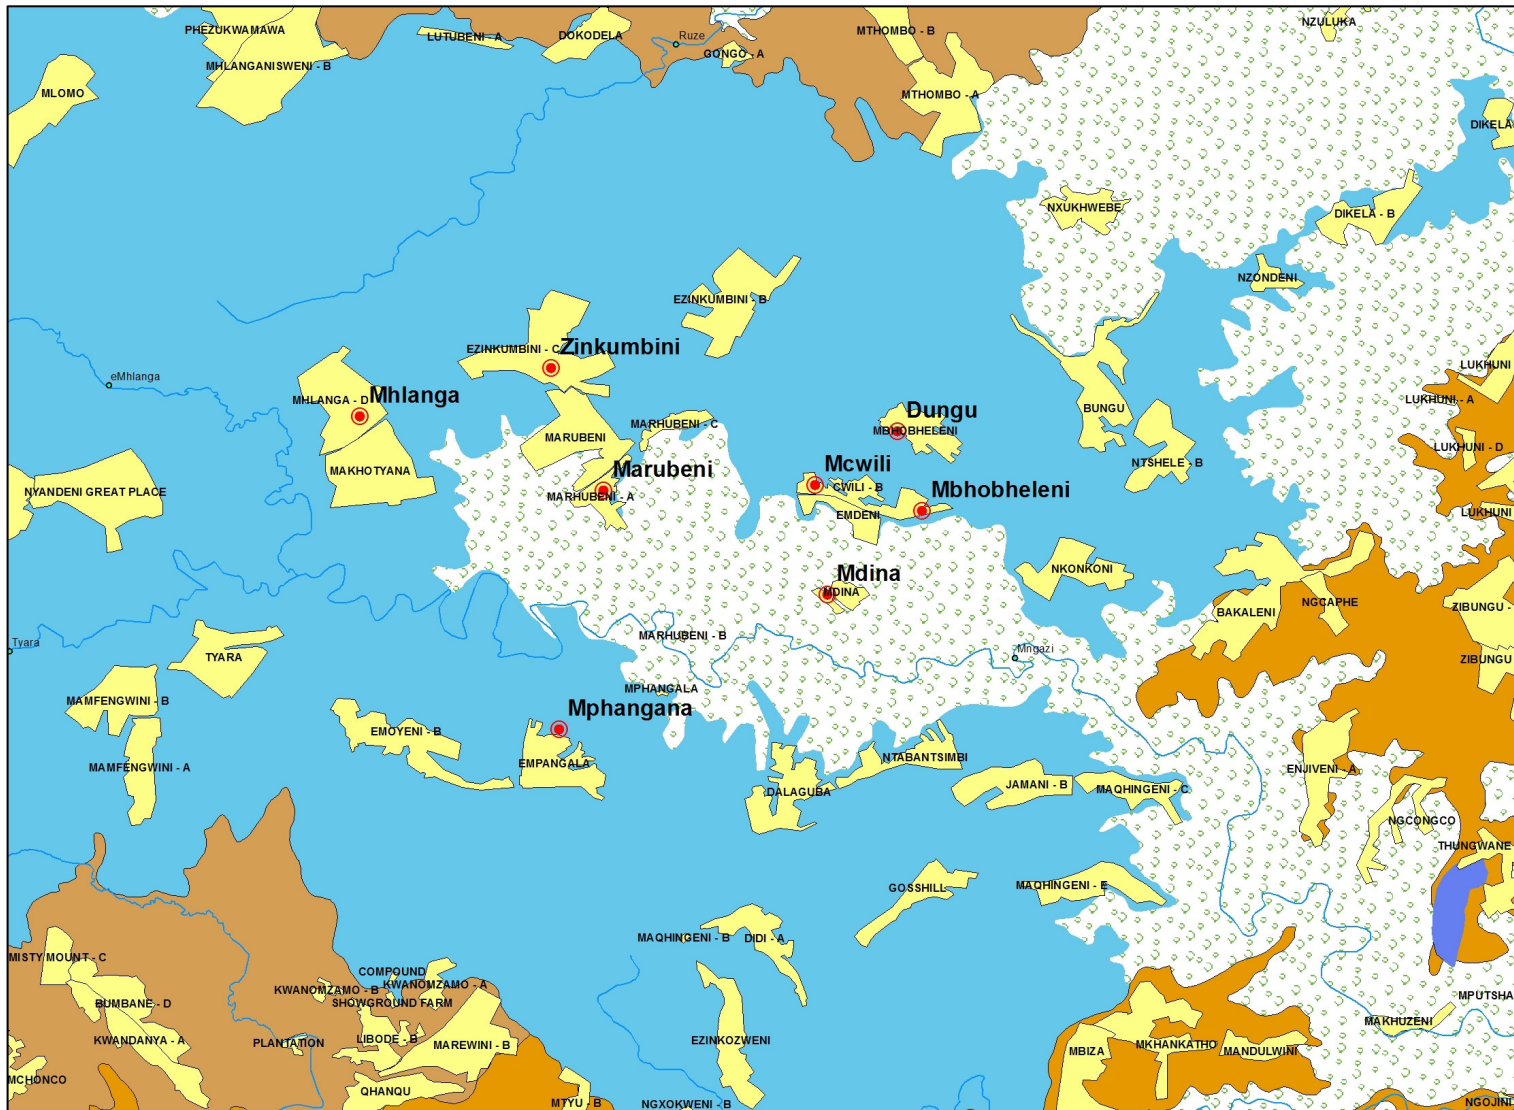 PHEZUKWAMAWA
LUTUBENI - A
DOKODELA
Ruze
GONGO - A
MTHOMBO - B
NZULUKA
MHLANGANISWENI - B
MLOMO
MTHOMBO - A
DIKELA
NXUKHWEBE
DIKELA - B
NZONDENI
EZINKUMBINI - B
EZINKUMBINI - C
Zinkumbini
eMhlanga
MHLANGA - D
Mhlanga
LUKHUNI
LUKHUNI - A
BUNGU
Dungu
MBHOBHELENI
MARHUBENI - C
MARUBENI
LUKHUNI - D
NTSHELE - B
MAKHOTYANA
Marubeni
MARHUBENI - A
Mcwili
CWILI - B
Mbhobheleni
EMDENI
NYANDENI GREAT PLACE
LUKHUNI
NKONKONI
Mdina
MDINA
NGCAPHE
BAKALENI
ZIBUNGU -
MARHUBENI - B
Tyara
TYARA
Mngazi
ZIBUNGU
MPHANGALA
MAMFENGWINI - B
Mphangana
EMOYENI - B
EMPANGALA
NTABANTSIMBI
MAMFENGWINI - A
ENJIVENI - A
DALAGUBA
JAMANI - B
MAQHINGENI - C
NGCONGCO
THUNGWANE
GOSSHILL
MAQHINGENI - E
MAQHINGENI - B
DIDI - A
MISTY MOUNT - C
COMPOUND
KWANOMZAMO - A
KWANOMZAMO - B
SHOWGROUND FARM
BUMBANE - D
MPUTSHA
MAKHUZENI
KWANDANYA - A
PLANTATION
LIBODE - B
MAREWINI - B
EZINKOZWENI
MBIZA
MKHANKATHO
MANDULWINI
MCHONCO
QHANQU
MTYU - B
NGXOKWENI - B
NGOJINI